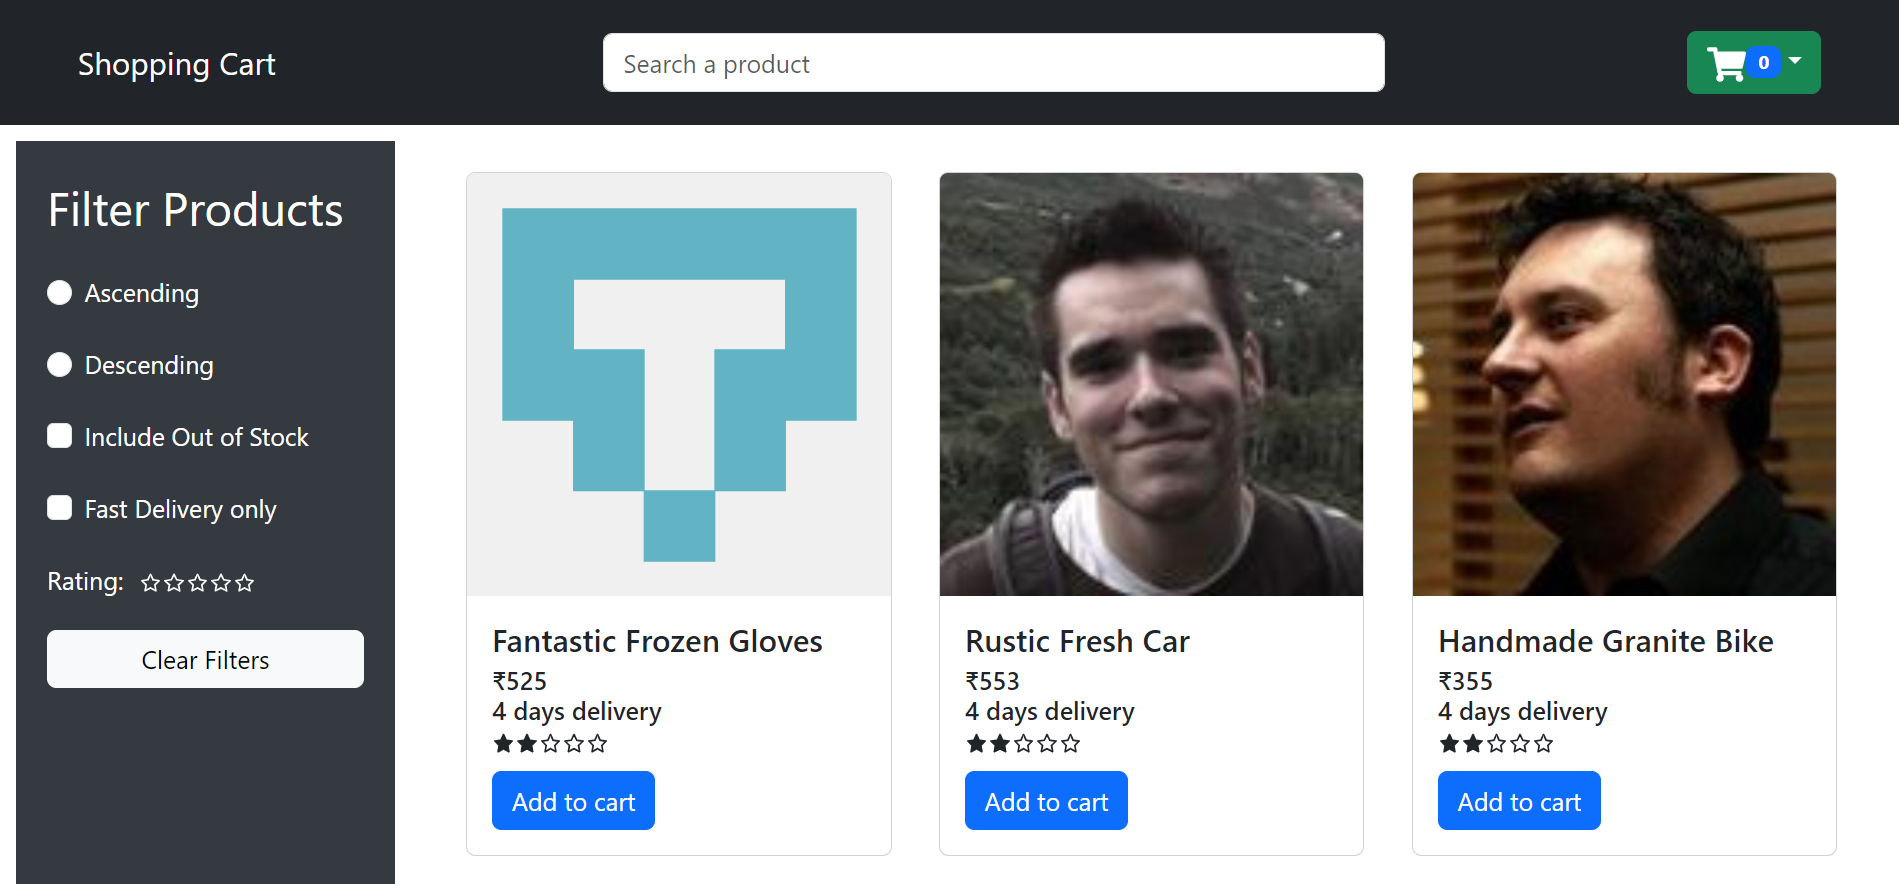 Shopping Cart
Search a product
0
Filter Products
Ascending
Descending
Include Out of Stock
Fast Delivery only
Rating:
Clear Filters
Fantastic Frozen Gloves
₹525
4 days delivery
Add to cart
Rustic Fresh Car
₹553
4 days delivery
Add to cart
Handmade Granite Bike
₹355
4 days delivery
Add to cart